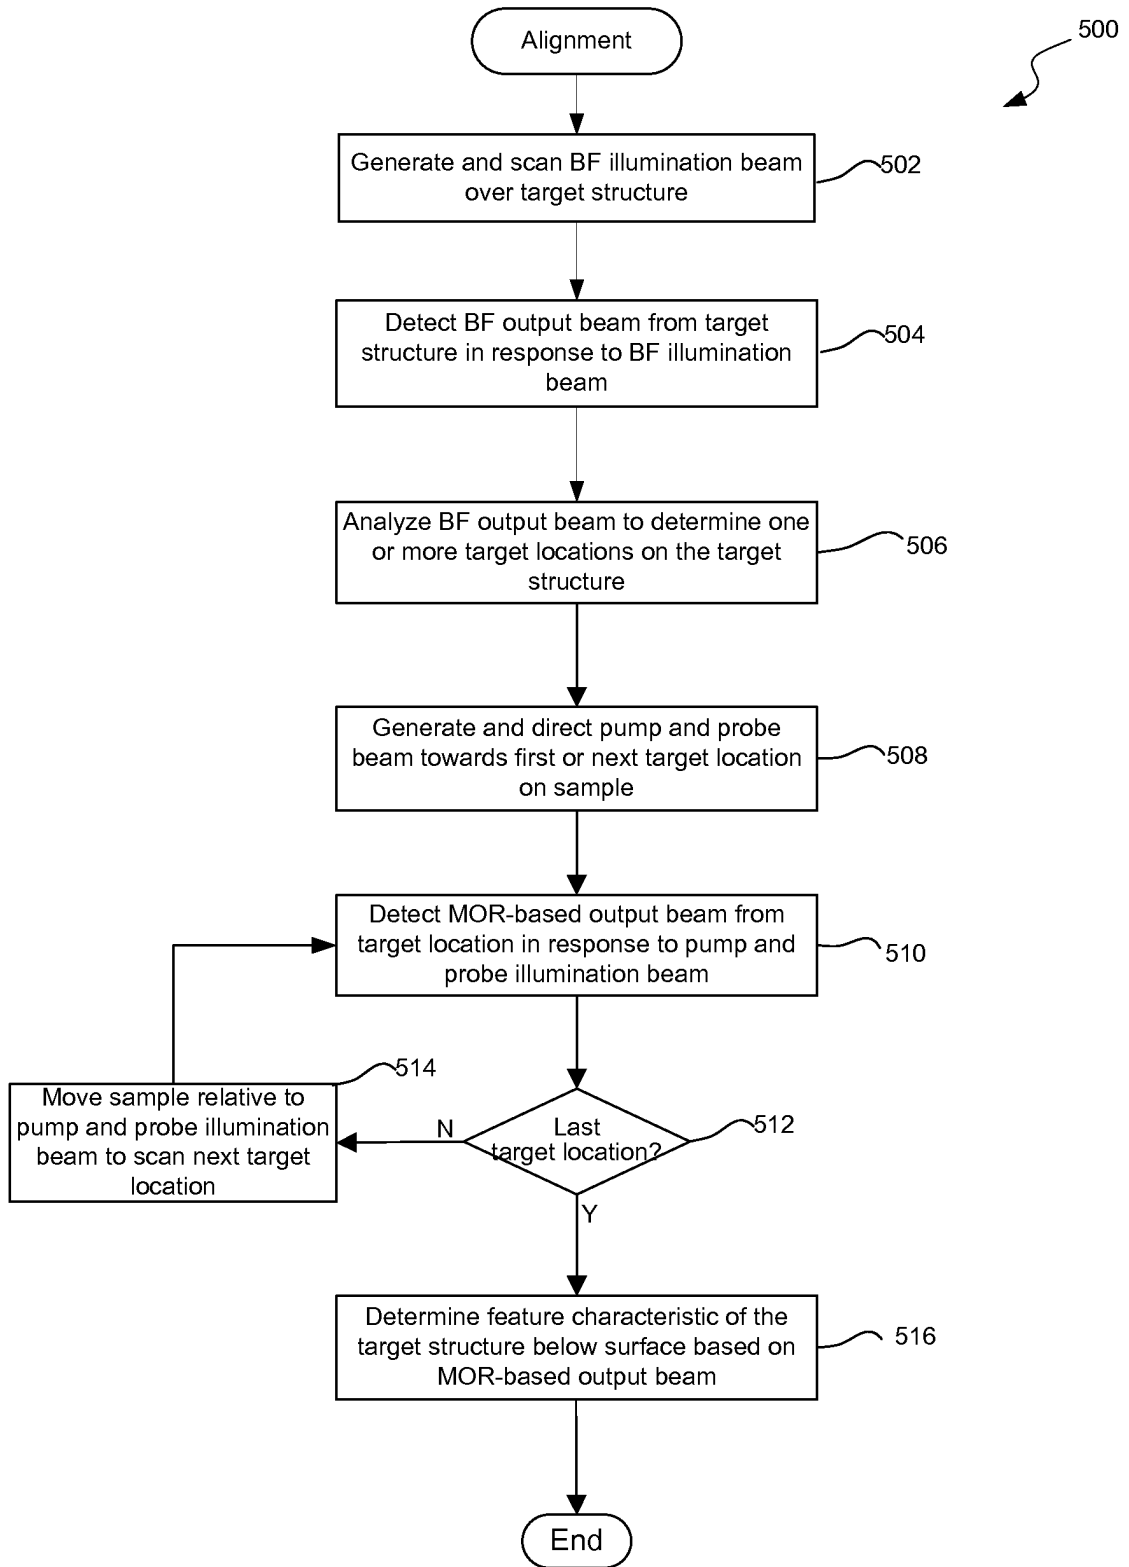 Alignment
500
Generate and scan BF illumination beam
over target structure
502
Detect BF output beam from target
structure in response to BF illumination
beam
504
Analyze BF output beam to determine one
or more target locations on the target
structure
506
Generate and direct pump and probe
beam towards first or next target location
on sample
508
Detect MOR-based output beam from
target location in response to pump and
probe illumination beam
510
514
Move sample relative to
pump and probe illumination
beam to scan next target
location
N
Last
target location?
512
Y
Determine feature characteristic of the
target structure below surface based on
MOR-based output beam
516
End